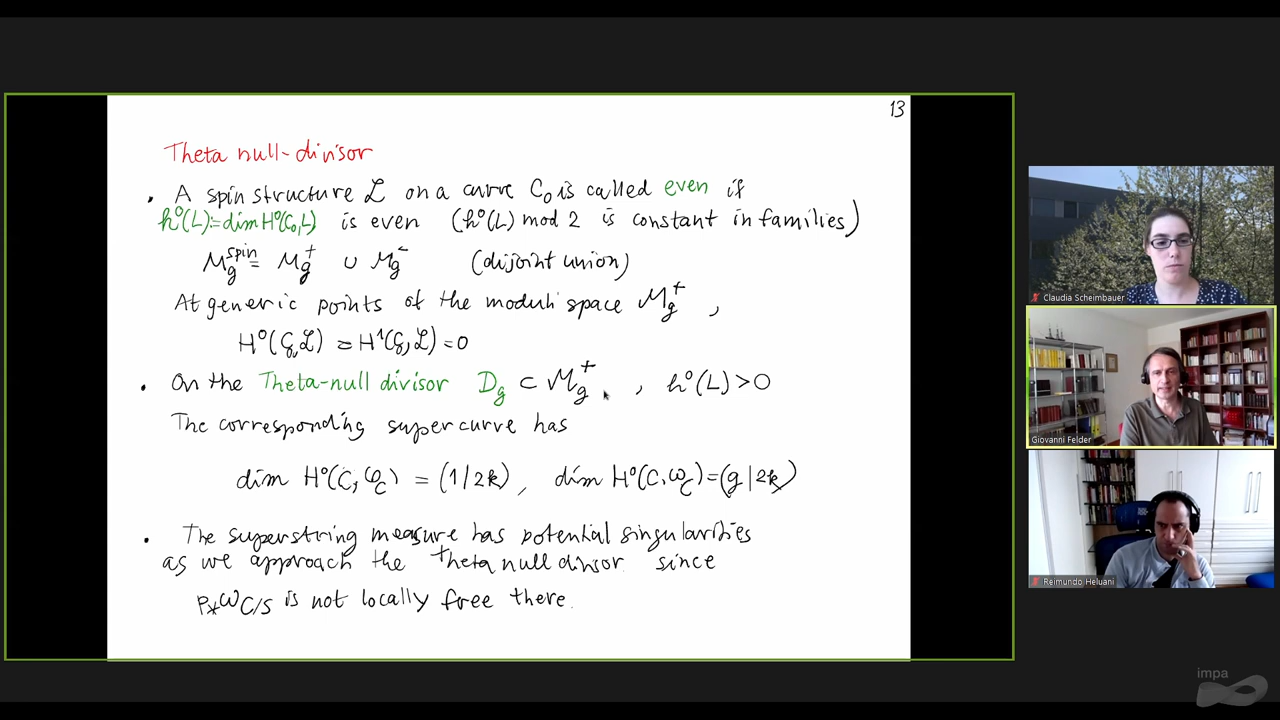 13
Theta null-divisor
• A spin structure ℒ on a curve C₀ is called even if
h⁰(L):=dim H⁰(C₀,L) is even (h⁰(L) mod 2 is constant in families)
M_g^spin = M_g^+ ∪ M_g^- (disjoint union)
At generic points of the moduli space M_g^+ ,
H⁰(C₀,ℒ) = H¹(C₀,ℒ) = 0
• On the Theta-null divisor D_g ⊂ M_g^+ , h⁰(L) > 0
The corresponding supercurve has
dim H⁰(C, O_C) = (1|2k), dim H⁰(C, ω_C) = (g|2k)
• The superstring measure has potential singularities
as we approach the theta null divisor since
p_*ω_C/S is not locally free there.
Claudia Scheimbauer
Giovanni Felder
Reimundo Heluani
impa